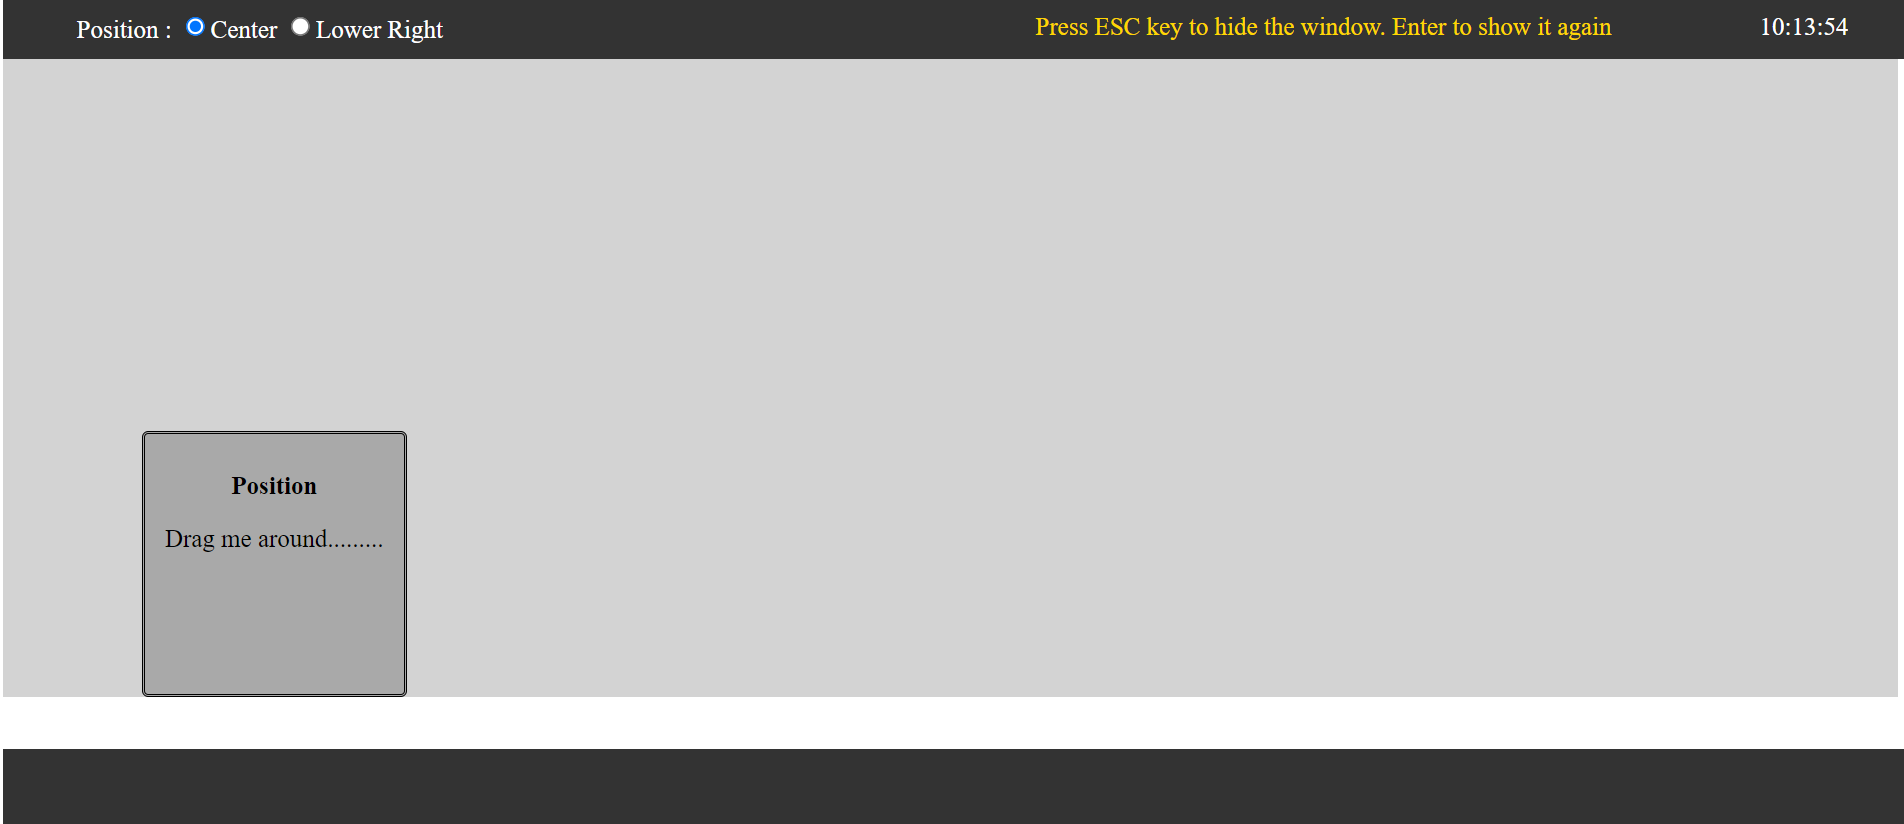 Position : Center Lower Right Press ESC key to hide the window. Enter to show it again 10:13:54
Position
Drag me around.........